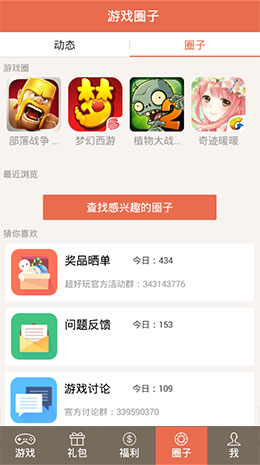 游戏圈子
动态 圈子
游戏圈
部落战争 ... 梦幻西游 植物大战... 奇迹暖暖
最近浏览
查找感兴趣的圈子
猜你喜欢
奖品晒单 今日：434
超好玩官方活动群：343143776
问题反馈 今日：153
游戏讨论 今日：109
官方讨论群：339590370
游戏 礼包 福利 圈子 我